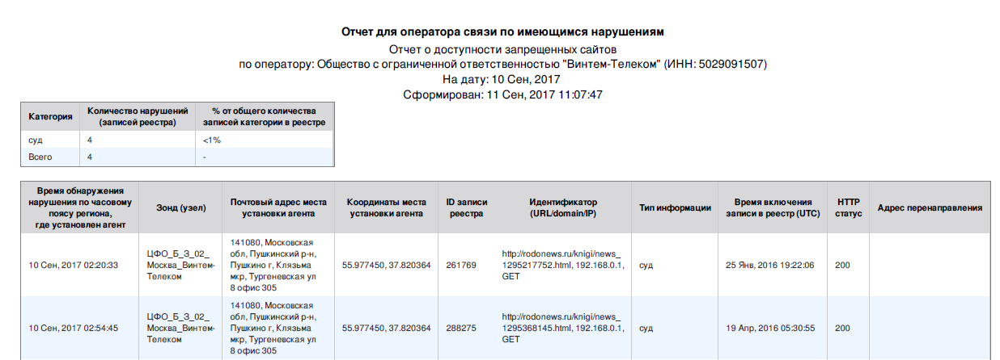 Отчет для оператора связи по имеющимся нарушениям
Отчет о доступности запрещенных сайтов
по оператору: Общество с ограниченной ответственностью "Винтем-Телеком" (ИНН: 5029091507)
На дату: 10 Сен, 2017
Сформирован: 11 Сен, 2017 11:07:47
Категория
Количество нарушений
(записей реестра)
% от общего количества
записей категории в реестре
суд
4
<1%
Всего
4
-
Время обнаружения
нарушения по часовому
поясу региона,
где установлен агент
Зонд (узел)
Почтовый адрес места
установки агента
Координаты места
установки агента
ID записи
реестра
Идентификатор
(URL/domain/IP)
Тип информации
Время включения
записи в реестр (UTC)
HTTP
статус
Адрес перенаправления
10 Сен, 2017 02:20:33
ЦФО_Б_3_02_
Москва_Винтем-
Телеком
141080, Московская
обл, Пушкинский р-н,
Пушкино г, Клязьма
мкр, Тургеневская ул
8 офис 305
55.977450, 37.820364
261769
http://rodonews.ru/knigi/news_
1295217752.html, 192.168.0.1,
GET
суд
25 Янв, 2016 19:22:06
200
10 Сен, 2017 02:54:45
ЦФО_Б_3_02_
Москва_Винтем-
Телеком
141080, Московская
обл, Пушкинский р-н,
Пушкино г, Клязьма
мкр, Тургеневская ул
8 офис 305
55.977450, 37.820364
288275
http://rodonews.ru/knigi/news_
1295368145.html, 192.168.0.1,
GET
суд
19 Апр, 2016 05:30:55
200